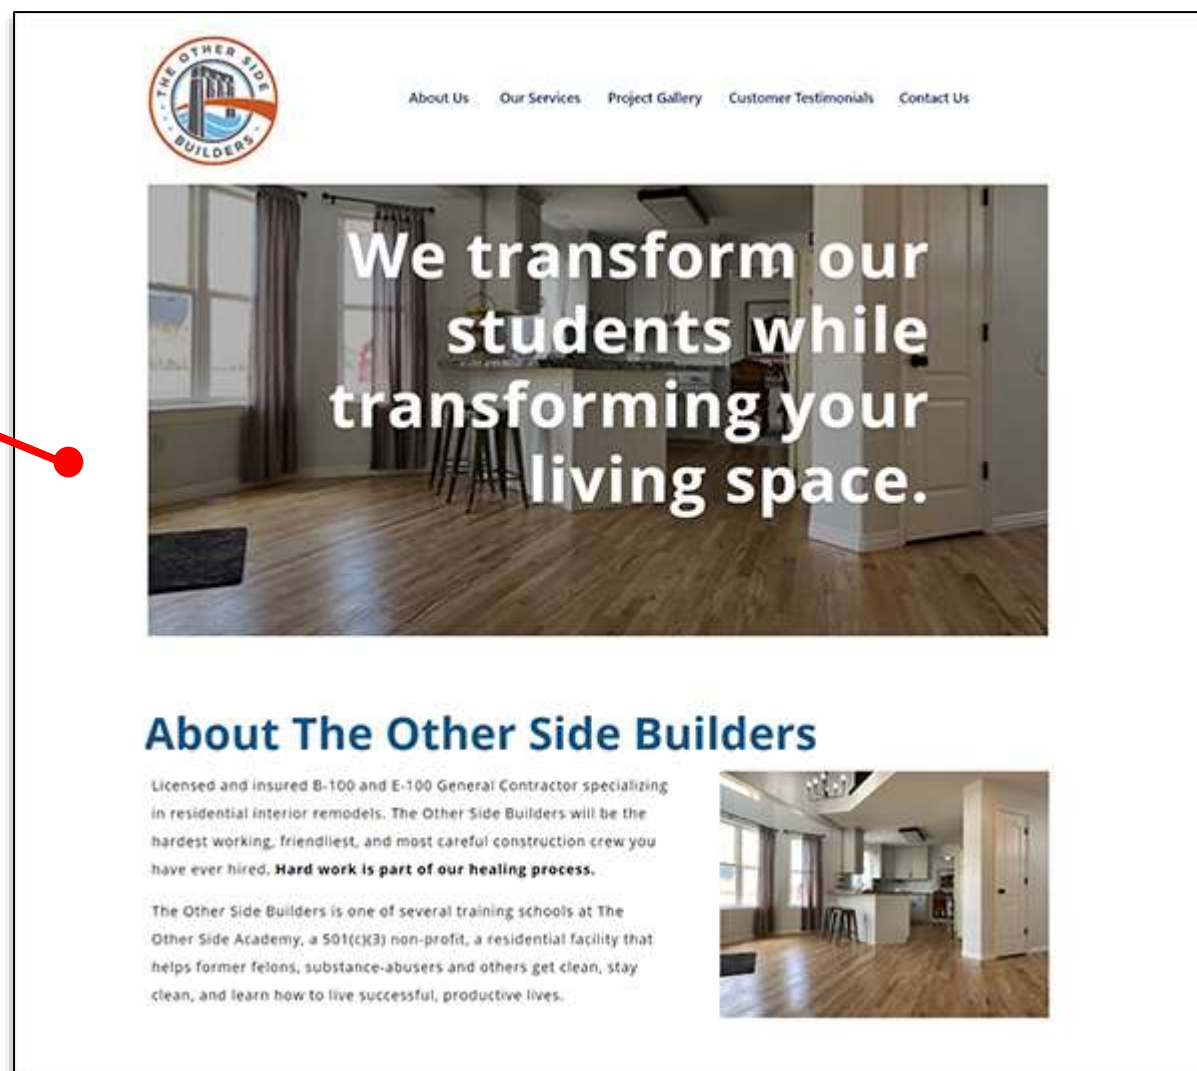 THE OTHER SIDE
BUILDERS
About Us Our Services Project Gallery Customer Testimonials Contact Us
We transform our
students while
transforming your
living space.
About The Other Side Builders
Licensed and insured B-100 and E-100 General Contractor specializing
in residential interior remodels. The Other Side Builders will be the
hardest working, friendliest, and most careful construction crew you
have ever hired. Hard work is part of our healing process.
The Other Side Builders is one of several training schools at The
Other Side Academy, a 501(c)(3) non-profit, a residential facility that
helps former felons, substance-abusers and others get clean, stay
clean, and learn how to live successful, productive lives.